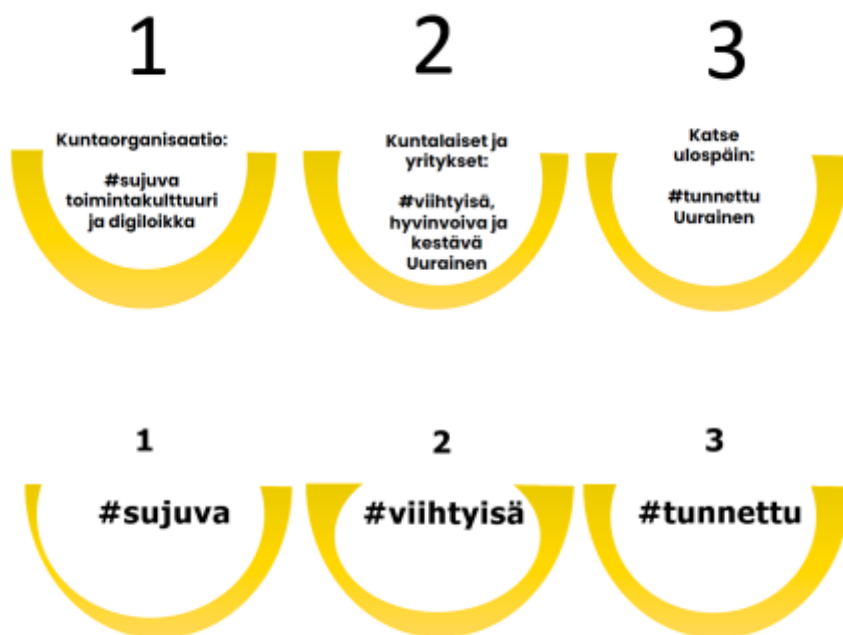 1
Kuntaorganisaatio:
#sujuva
toimintakulttuuri
ja digiloikka
2
Kuntalaiset ja
yritykset:
#viihtyisä,
hyvinvoiva ja
kestävä
Uurainen
3
Katse
ulospäin:
#tunnettu
Uurainen
1
#sujuva
2
#viihtyisä
3
#tunnettu